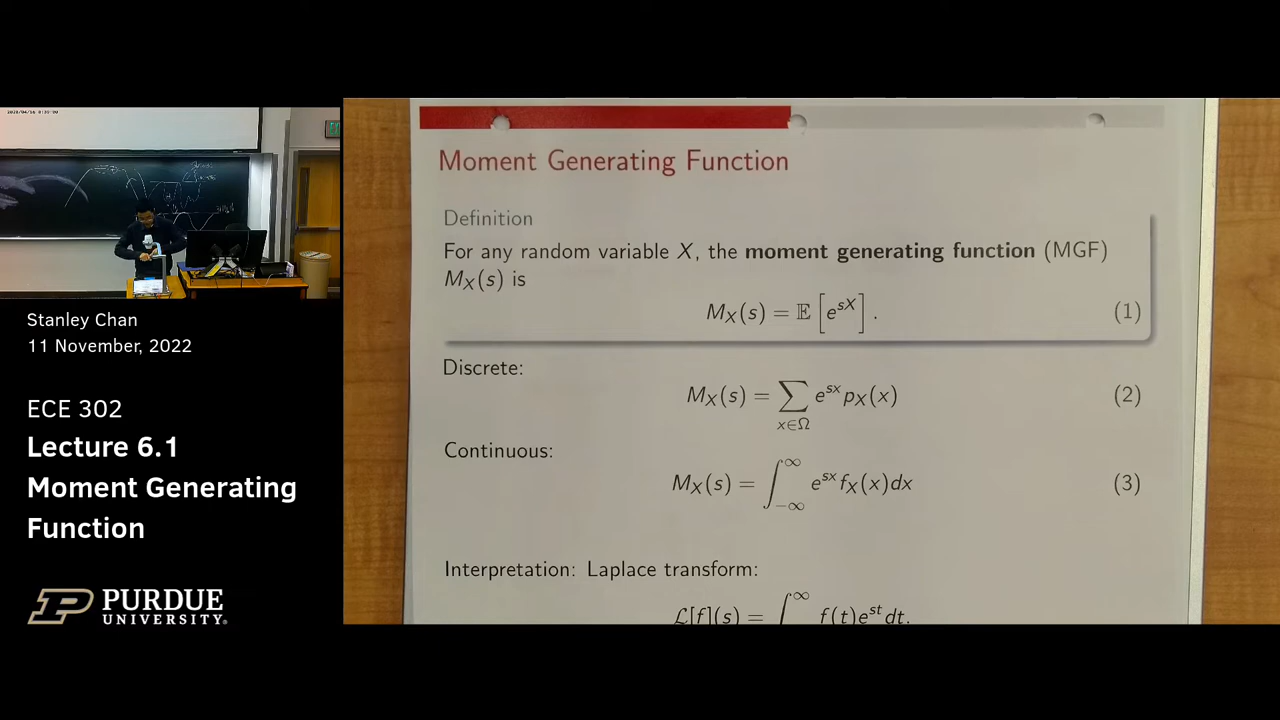 Stanley Chan
11 November, 2022
ECE 302
Lecture 6.1
Moment Generating
Function
PURDUE
UNIVERSITY®
Moment Generating Function
Definition
For any random variable X, the moment generating function (MGF)
M_X(s) is
M_X(s) = 𝔼[e^{sX}]. (1)
Discrete:
M_X(s) = ∑_{x∈Ω} e^{sx} p_X(x) (2)
Continuous:
M_X(s) = ∫_{−∞}^{∞} e^{sx} f_X(x)dx (3)
Interpretation: Laplace transform:
ℒ[f](s) = ∫^{∞} f(t)e^{st}dt.